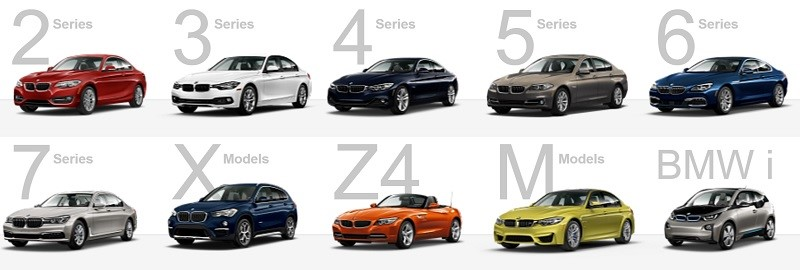 2 Series
3 Series
4 Series
5 Series
6 Series
7 Series
X Models
Z4
M Models
BMW i